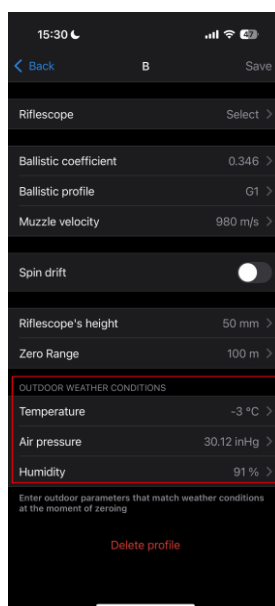 15:30
47
Back B Save
Riflescope Select
Ballistic coefficient 0.346
Ballistic profile G1
Muzzle velocity 980 m/s
Spin drift
Riflescope's height 50 mm
Zero Range 100 m
OUTDOOR WEATHER CONDITIONS
Temperature -3 °C
Air pressure 30.12 inHg
Humidity 91 %
Enter outdoor parameters that match weather conditions
at the moment of zeroing
Delete profile